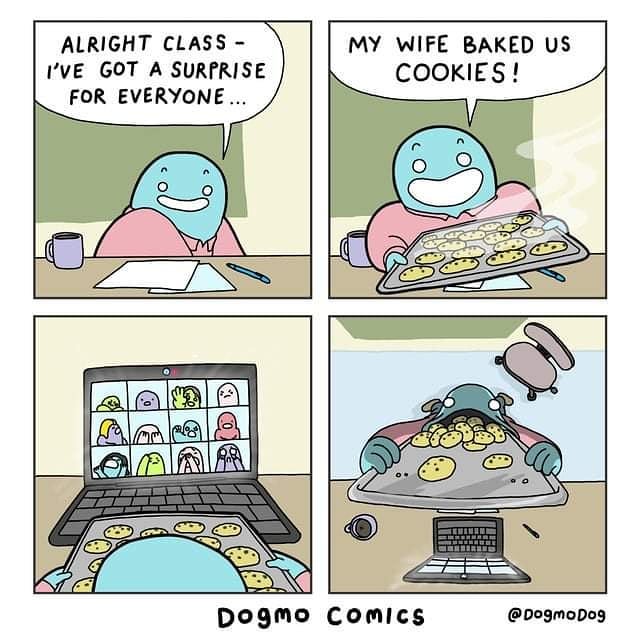 ALRIGHT CLASS -
I'VE GOT A SURPRISE
FOR EVERYONE...
MY WIFE BAKED US
COOKIES!
DOgmO COmIcs
@DogmoDog